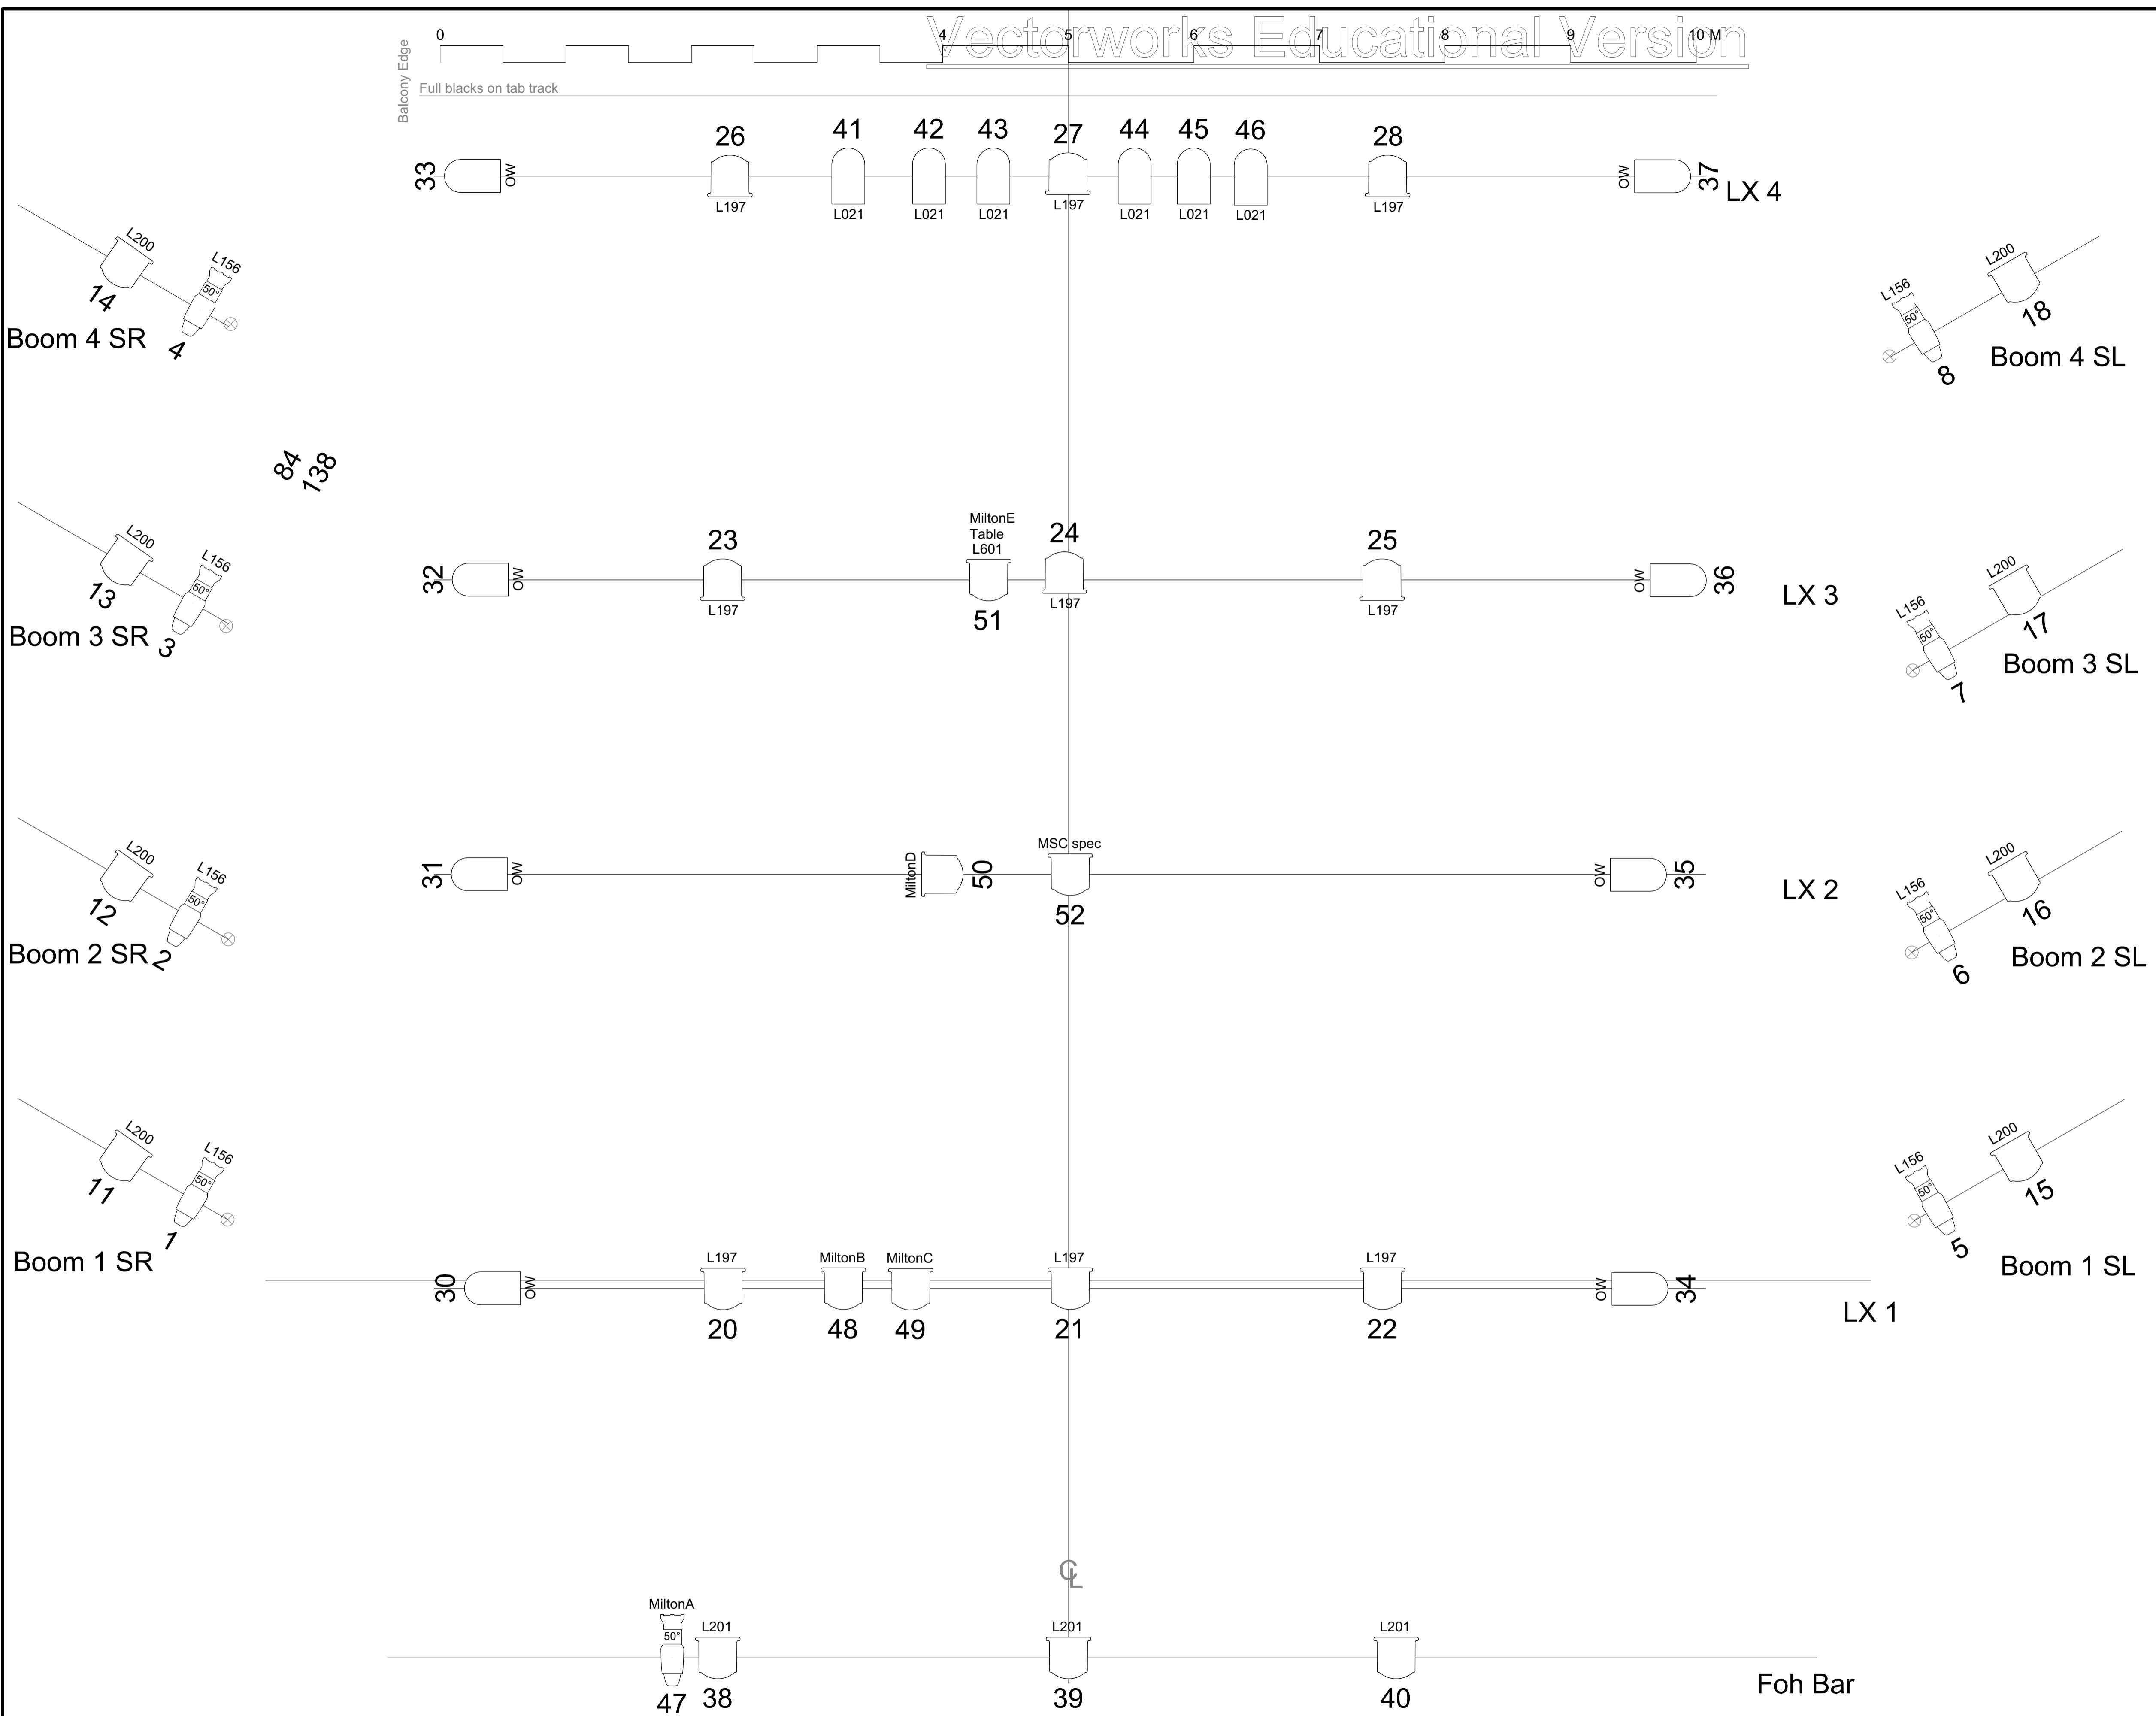 Vectorworks Educational Version
0 4 5 6 7 8 9 10 M
Balcony Edge
Full blacks on tab track
26 41 42 43 27 44 45 46 28
33 OW OW 37
L197 L021 L021 L021 L197 L021 L021 L021 L197
LX 4
L200
L156
50°
14
4
Boom 4 SR
L200
L156
50°
18
8
Boom 4 SL
84
138
L200
L156
50°
13
3
Boom 3 SR
MiltonE
Table
L601
23 24 25
32 OW OW 36
L197 L197 L197
51
LX 3
L200
L156
50°
17
7
Boom 3 SL
L200
L156
50°
12
2
Boom 2 SR
MSC spec
31 OW MiltonD 50 OW 35
52
LX 2
L200
L156
50°
16
6
Boom 2 SL
L200
L156
50°
11
1
Boom 1 SR
L200
L156
50°
15
5
Boom 1 SL
L197 MiltonB MiltonC L197 L197
30 OW OW 34
20 48 49 21 22
LX 1
CL
MiltonA
L201 L201 L201
50°
47 38 39 40
Foh Bar